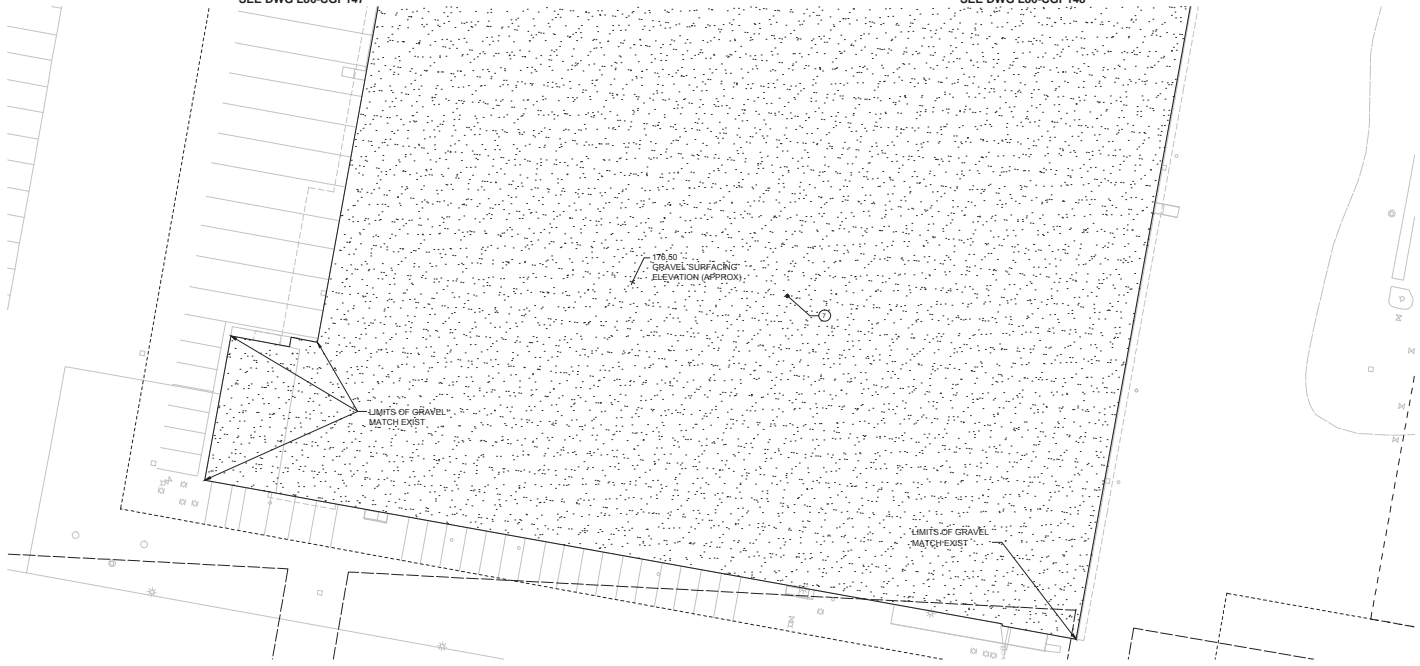 176.50
GRAVEL SURFACING
ELEVATION (APPROX)
7
LIMITS OF GRAVEL
MATCH EXIST
LIMITS OF GRAVEL
MATCH EXIST